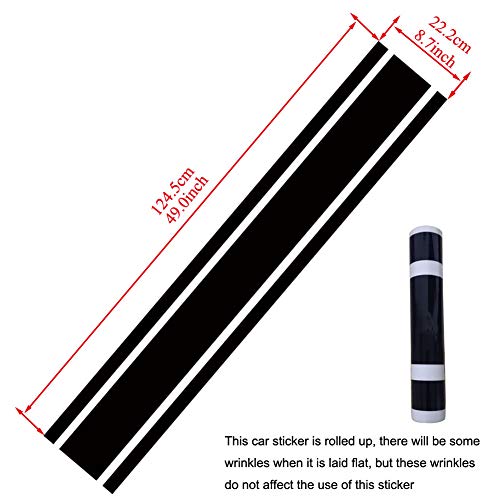 22.2cm
8.7inch
124.5cm
49.0inch
This car sticker is rolled up, there will be some
wrinkles when it is laid flat, but these wrinkles
do not affect the use of this sticker